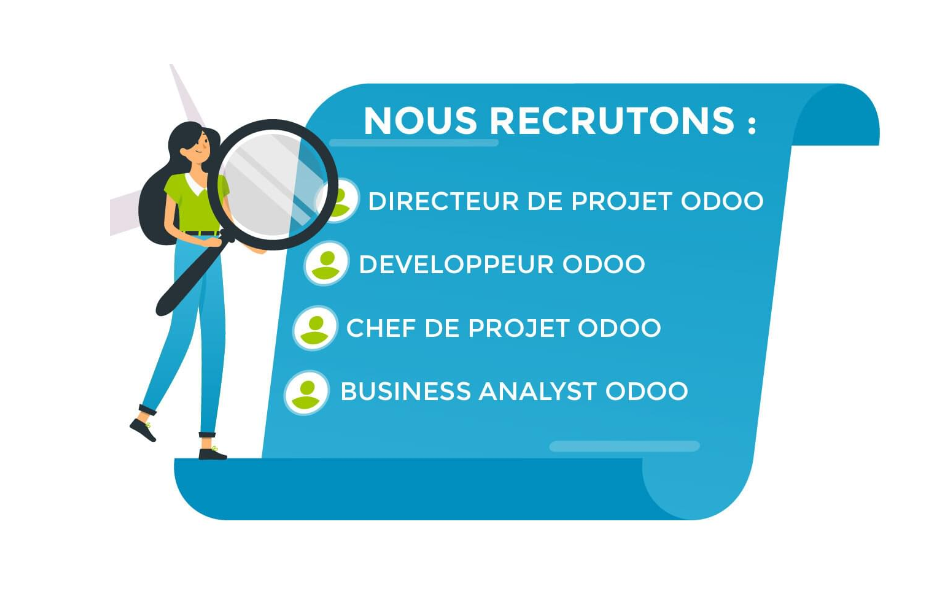 NOUS RECRUTONS :
DIRECTEUR DE PROJET ODOO
DEVELOPPEUR ODOO
CHEF DE PROJET ODOO
BUSINESS ANALYST ODOO